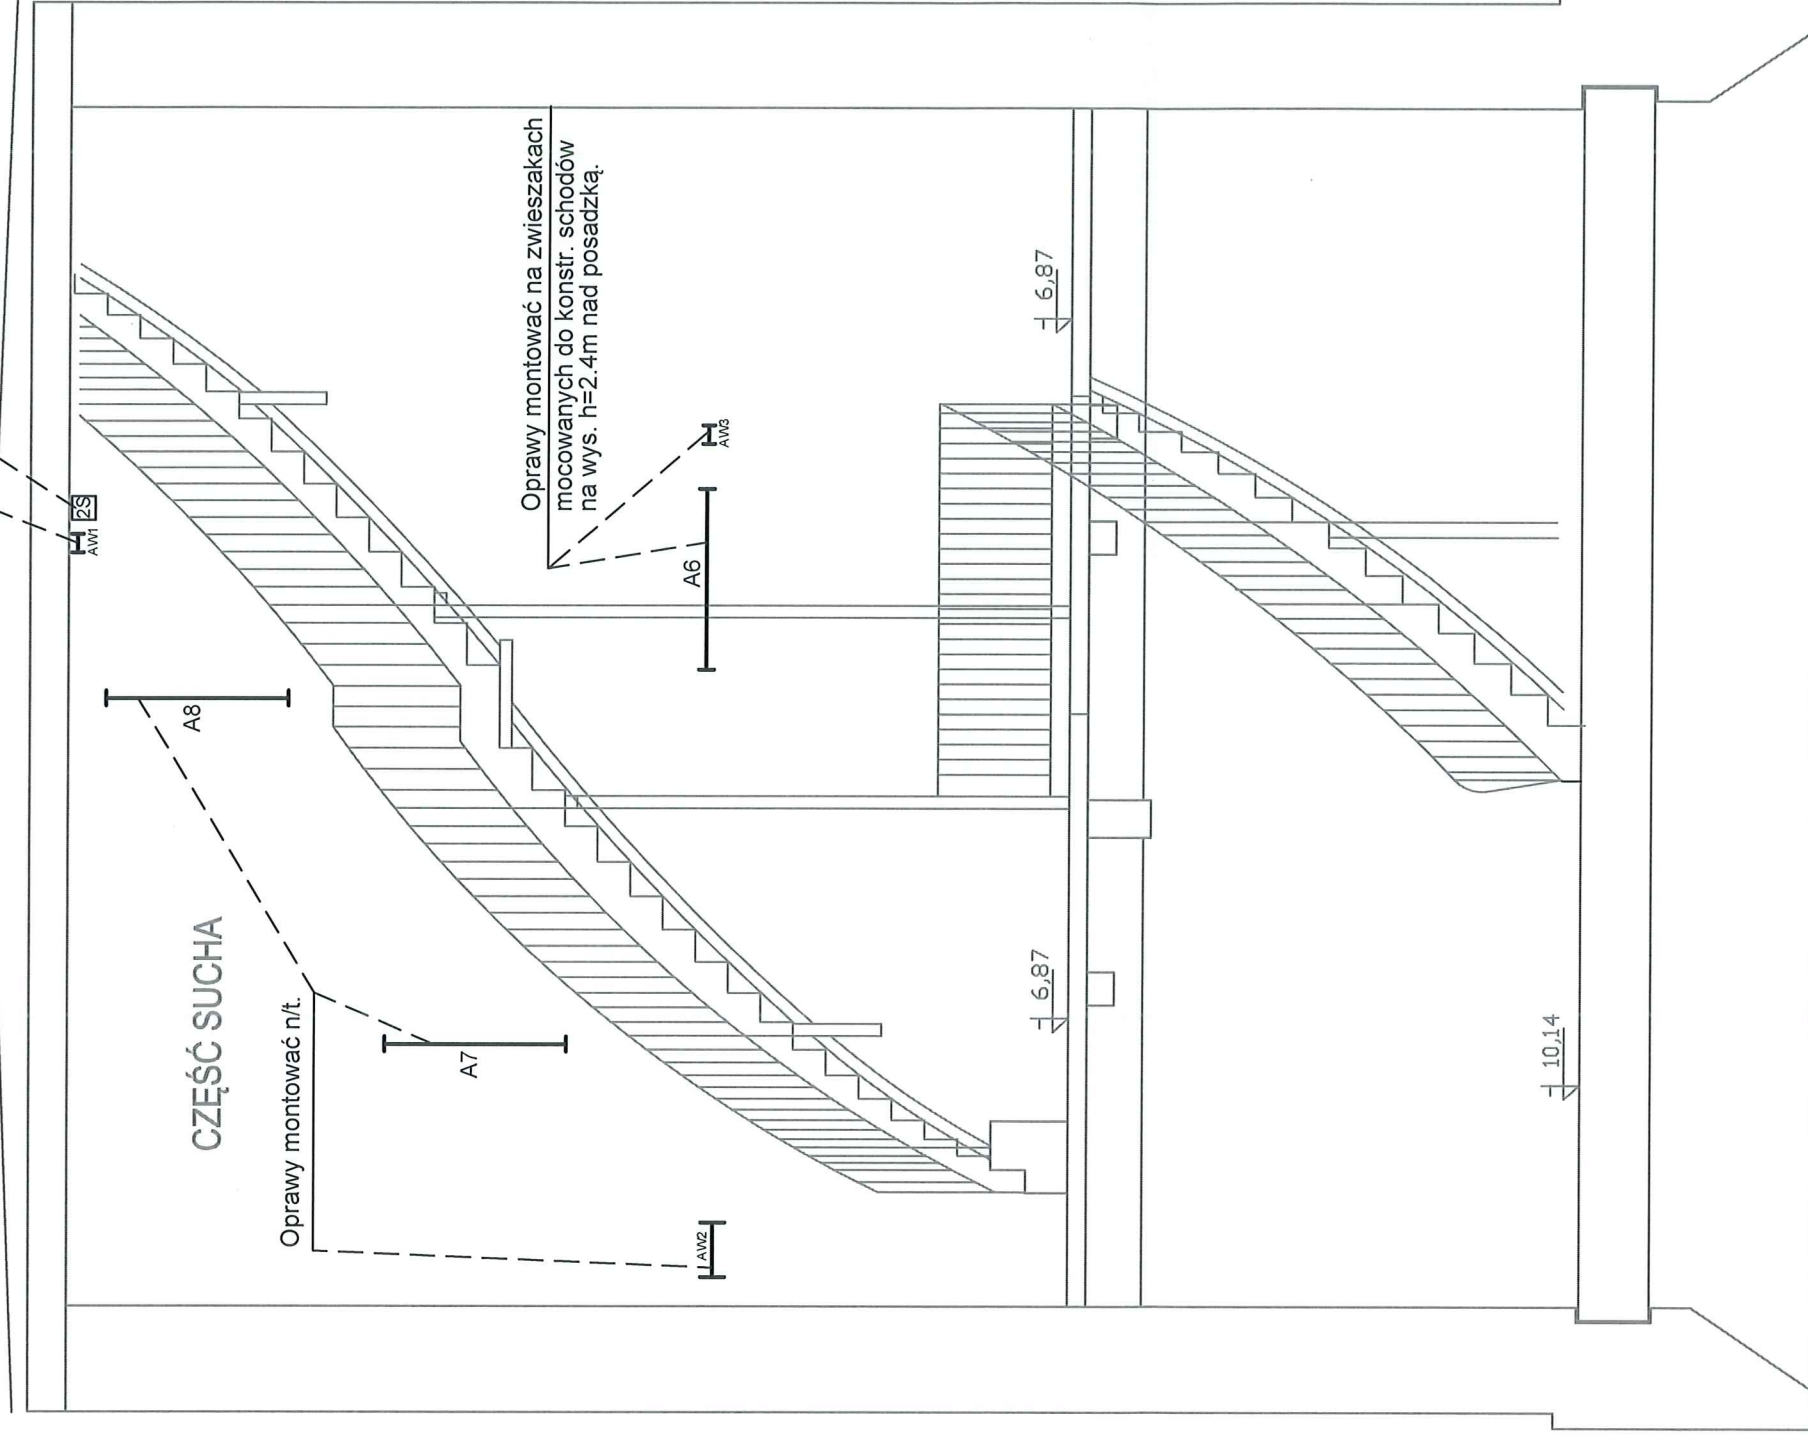 CZĘŚĆ SUCHA
Oprawy montować n/t.
A8
A7
AW2
2S
AW1
Oprawy montować na zwieszakach
mocowanych do konstr. schodów
na wys. h=2.4m nad posadzką.
A6
AW3
6,87
6,87
10,14